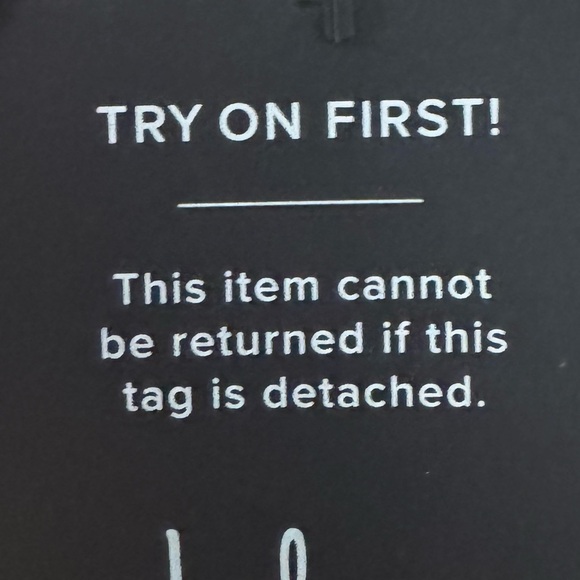 TRY ON FIRST!
This item cannot
be returned if this
tag is detached.